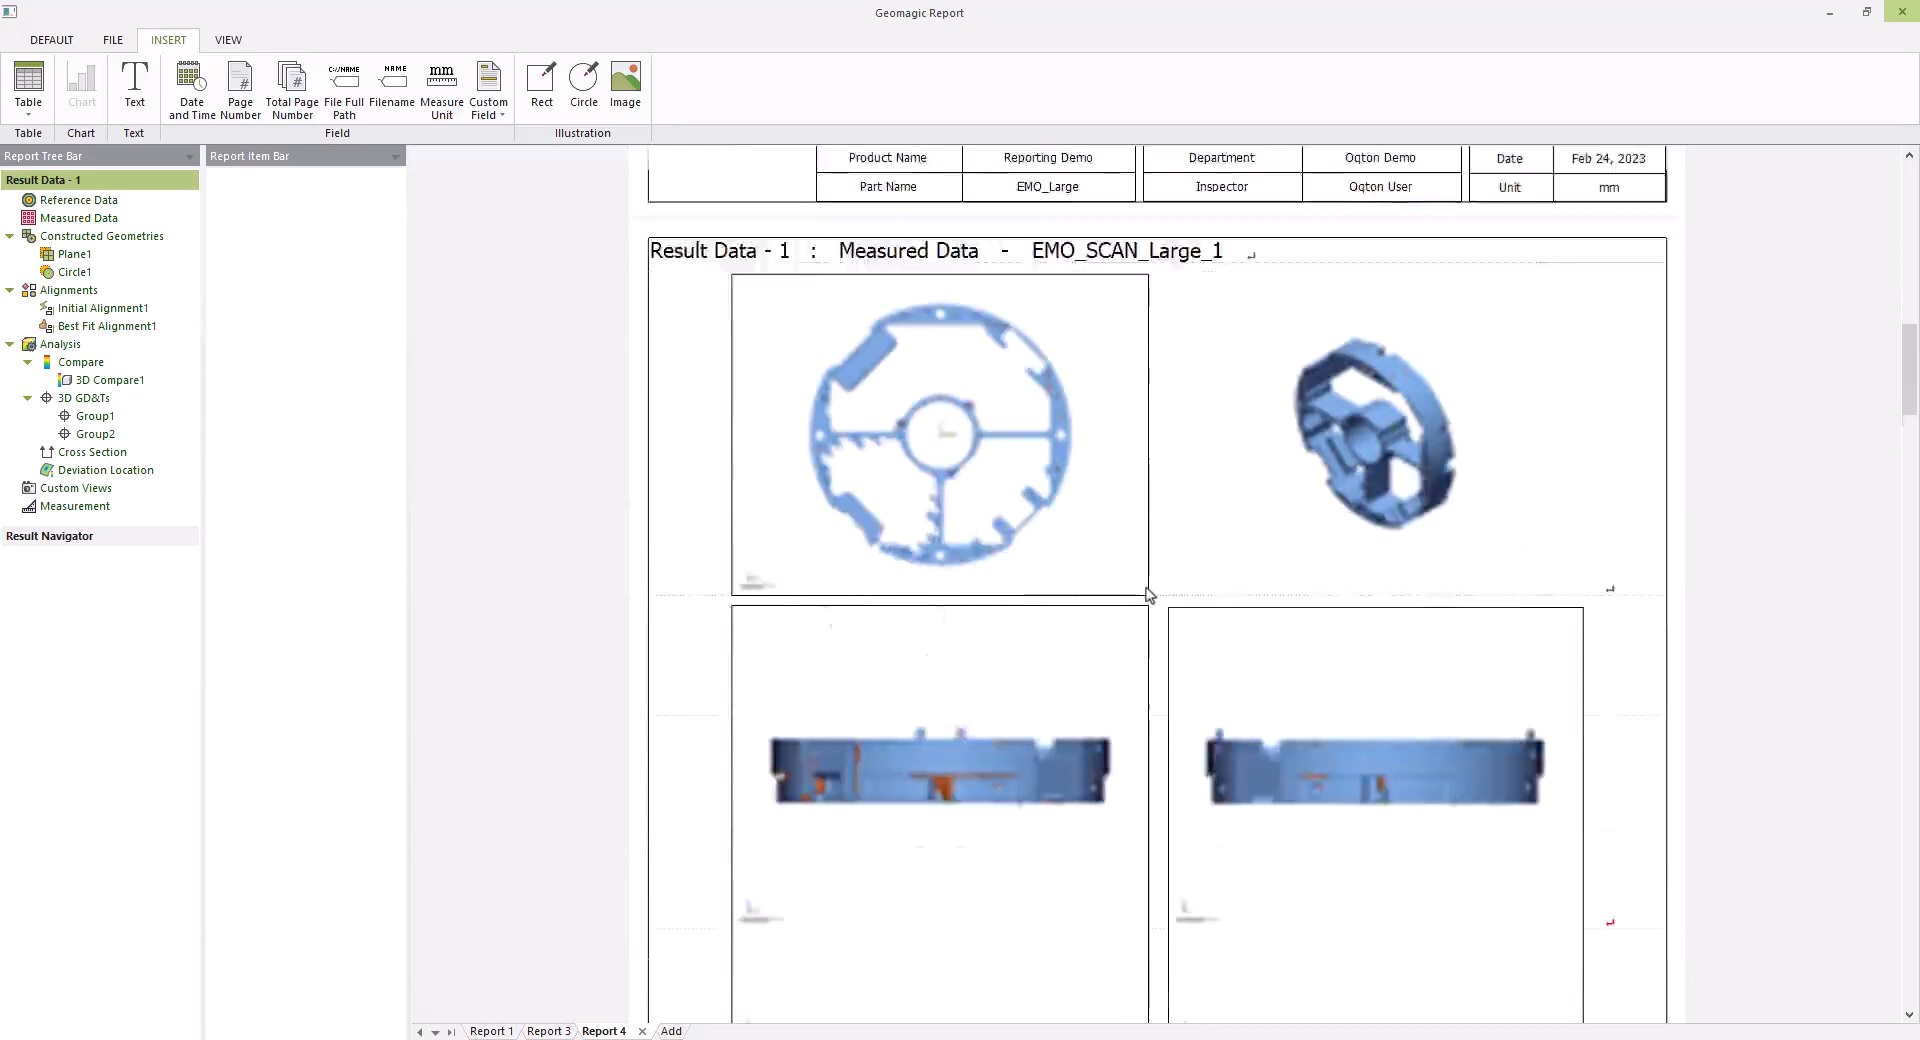 Geomagic Report
DEFAULT FILE INSERT VIEW
Table
Chart
Text
Date and Time
Page Number
Total Page Number
C://NAME
File Full Path
NAME
Filename
mm
Measure Unit
Custom Field
Rect
Circle
Image
Table Chart Text Field Illustration
Report Tree Bar
Report Item Bar
Result Data - 1
Reference Data
Measured Data
Constructed Geometries
Plane1
Circle1
Alignments
Initial Alignment1
Best Fit Alignment1
Analysis
Compare
3D Compare1
3D GD&Ts
Group1
Group2
Cross Section
Deviation Location
Custom Views
Measurement
Result Navigator
Product Name Reporting Demo Department Oqton Demo Date Feb 24, 2023
Part Name EMO_Large Inspector Oqton User Unit mm
Result Data - 1 : Measured Data - EMO_SCAN_Large_1
Report 1 Report 3 Report 4 Add